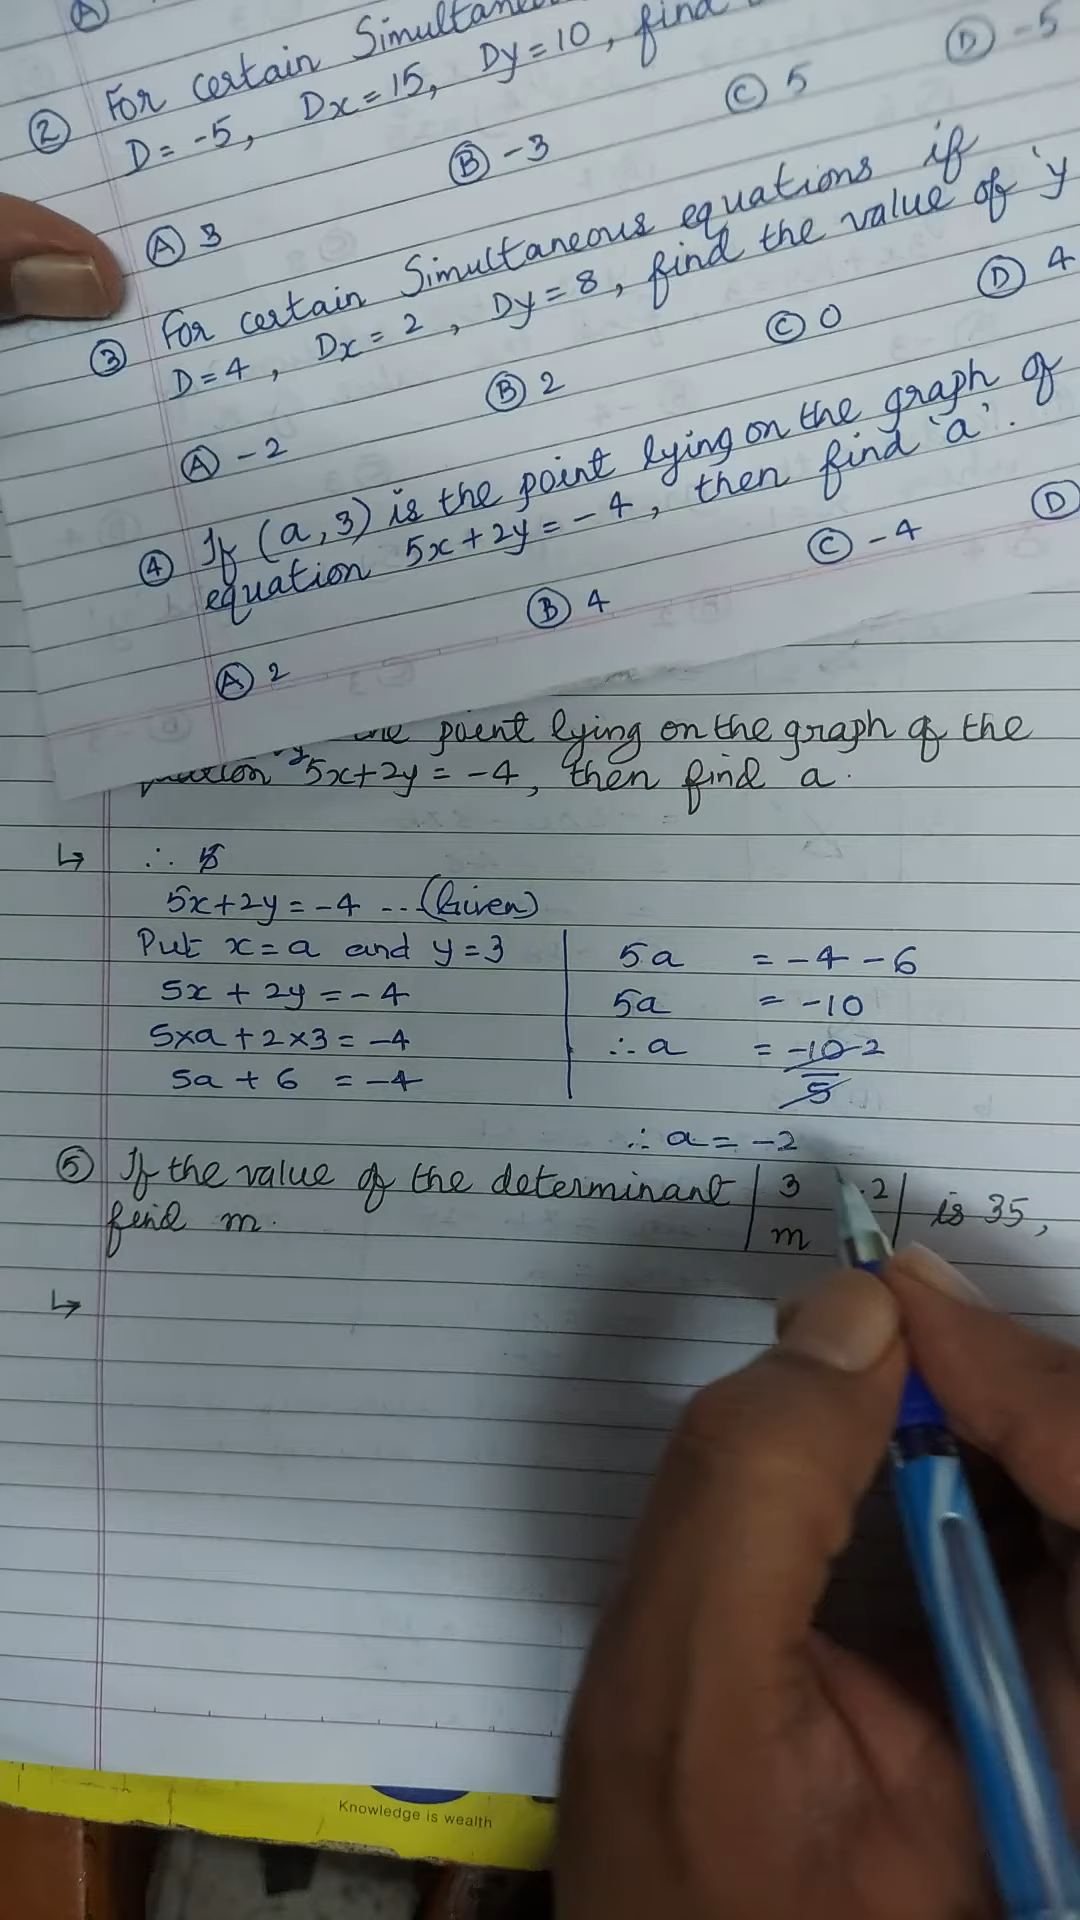 A
② For certain Simultaneous
D = -5, Dx = 15, Dy = 10, find
Ⓐ 3 Ⓑ -3 Ⓒ 5 Ⓓ -5
③ For certain Simultaneous equations if
D = 4, Dx = 2, Dy = 8, find the value of 'y
Ⓐ -2 Ⓑ 2 Ⓒ 0 Ⓓ 4
④ If (a, 3) is the point lying on the graph of
equation 5x + 2y = -4, then find 'a'.
Ⓐ 2 Ⓑ 4 Ⓒ -4 Ⓓ
the point lying on the graph of the
5x+2y = -4, then find a.
↳ ∴ 5
5x+2y = -4 ... (Given)
Put x = a and y = 3
5x + 2y = -4
5×a + 2×3 = -4
5a + 6 = -4
5a = -4 - 6
5a = -10
∴ a = -10 -2
5
∴ a = -2
⑤ If the value of the determinant | 3 2 | is 35,
find m. | m |
↳
Knowledge is wealth